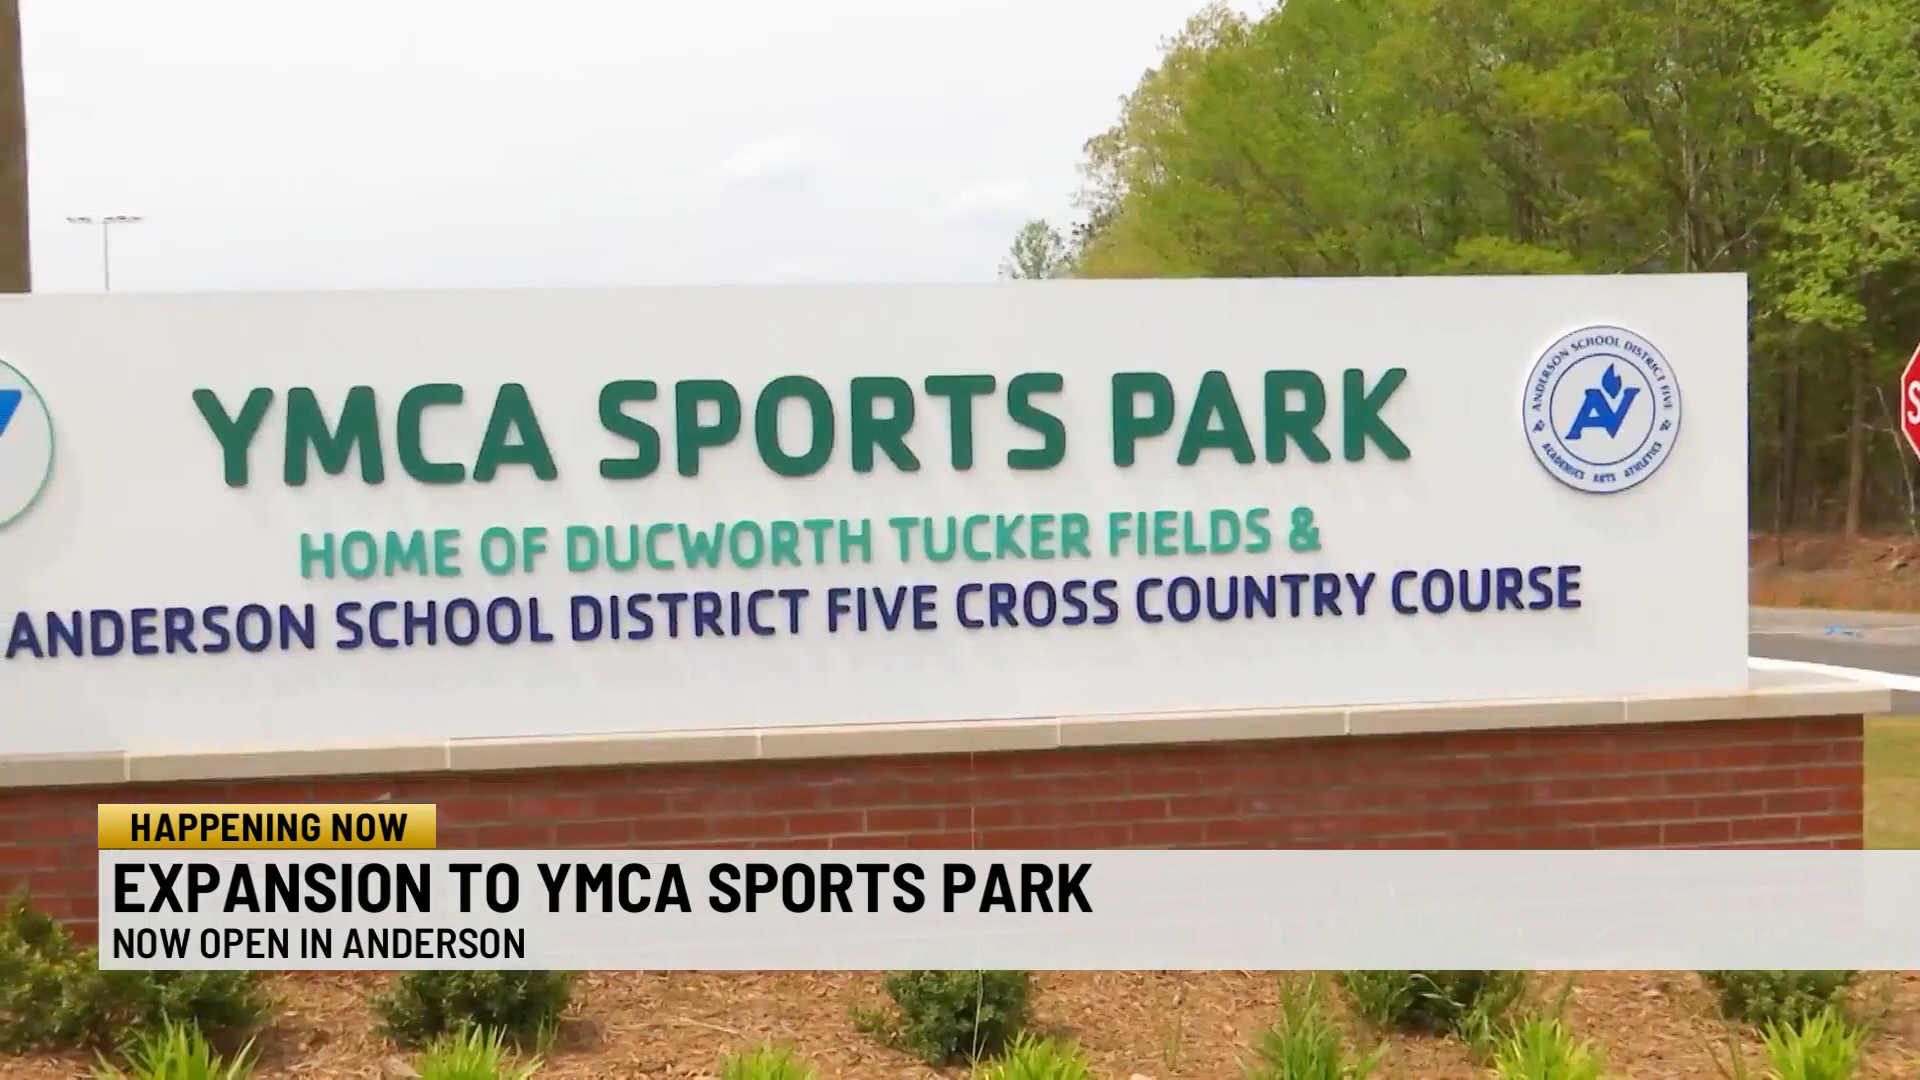 YMCA SPORTS PARK
HOME OF DUCWORTH TUCKER FIELDS &
ANDERSON SCHOOL DISTRICT FIVE CROSS COUNTRY COURSE
ANDERSON SCHOOL DISTRICT FIVE
AV
ACADEMICS ARTS ATHLETICS
S
HAPPENING NOW
EXPANSION TO YMCA SPORTS PARK
NOW OPEN IN ANDERSON